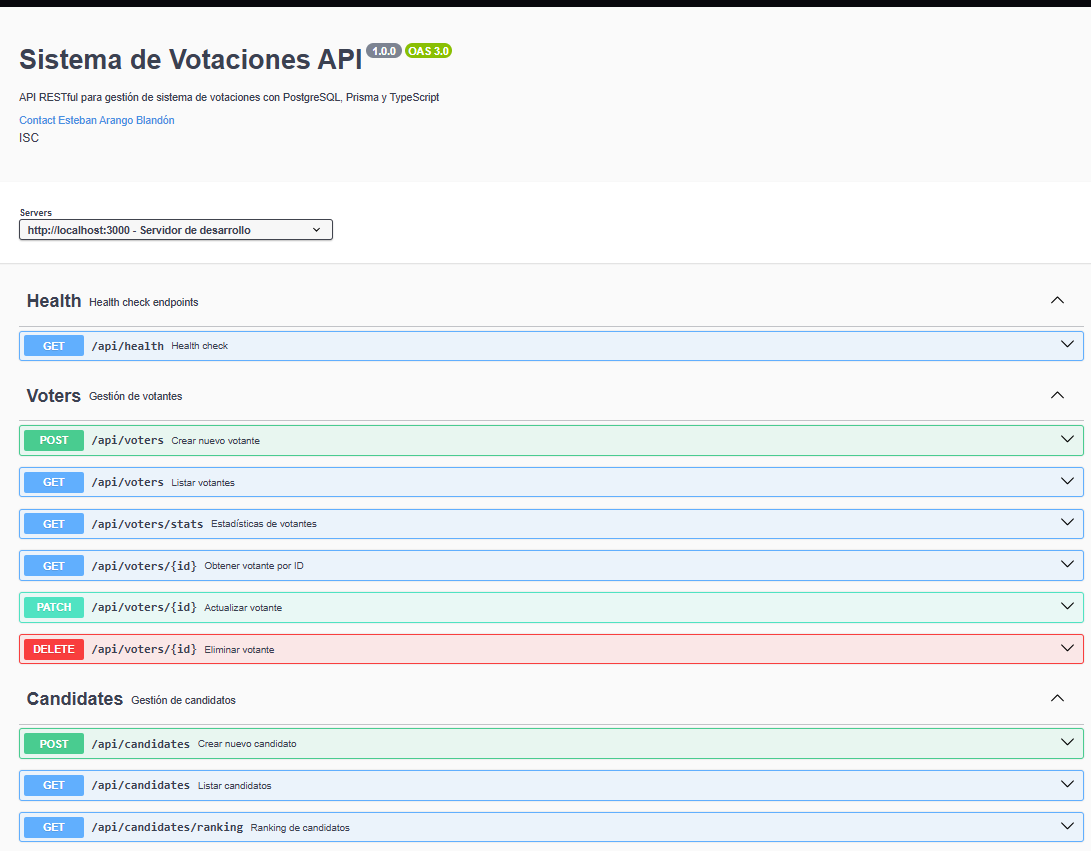 Sistema de Votaciones API 1.0.0 OAS 3.0
API RESTful para gestión de sistema de votaciones con PostgreSQL, Prisma y TypeScript
Contact Esteban Arango Blandón
ISC
Servers
http://localhost:3000 - Servidor de desarrollo
Health Health check endpoints
GET /api/health Health check
Voters Gestión de votantes
POST /api/voters Crear nuevo votante
GET /api/voters Listar votantes
GET /api/voters/stats Estadísticas de votantes
GET /api/voters/{id} Obtener votante por ID
PATCH /api/voters/{id} Actualizar votante
DELETE /api/voters/{id} Eliminar votante
Candidates Gestión de candidatos
POST /api/candidates Crear nuevo candidato
GET /api/candidates Listar candidatos
GET /api/candidates/ranking Ranking de candidatos